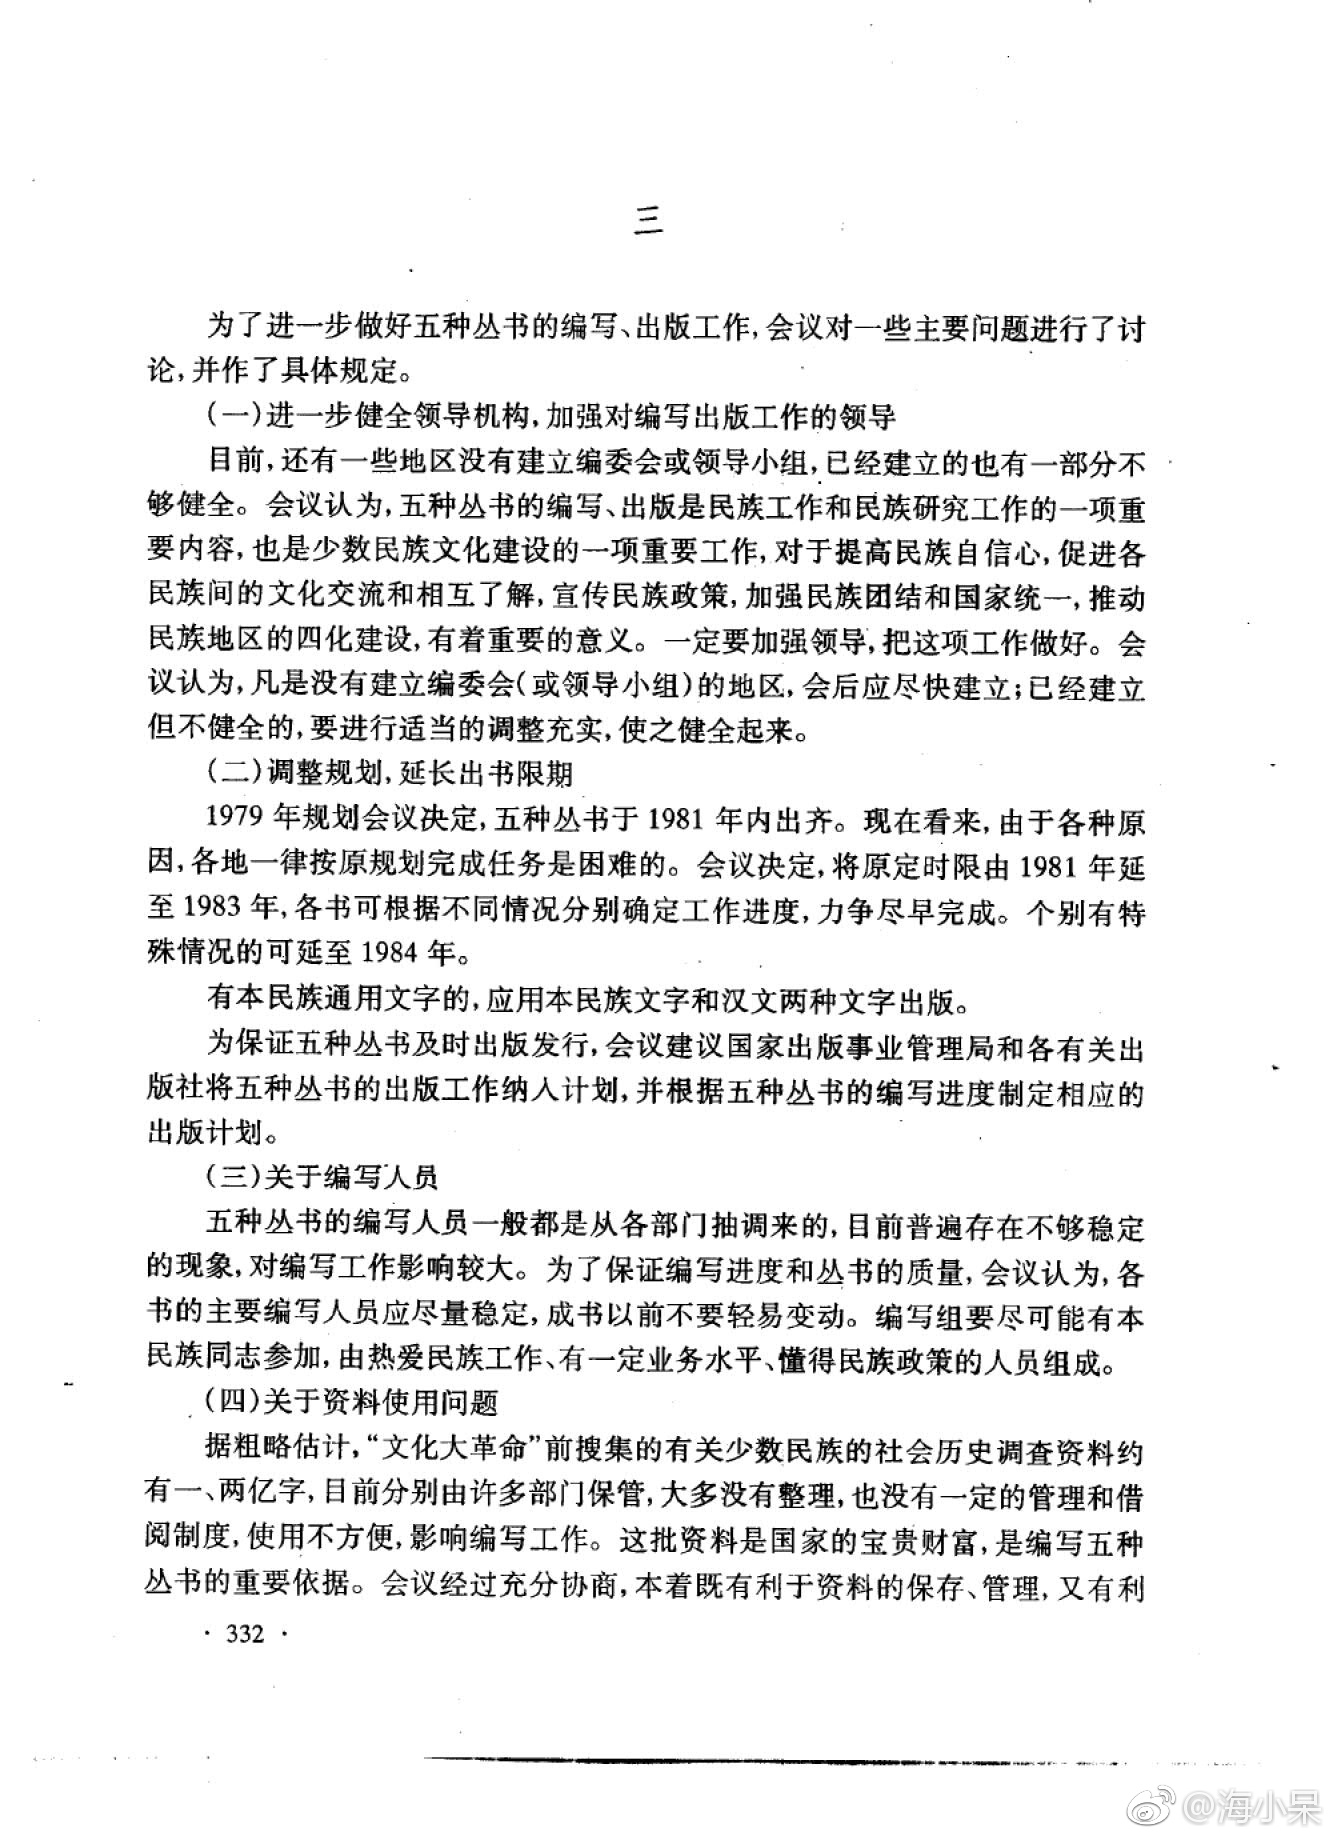 三
为了进一步做好五种丛书的编写、出版工作,会议对一些主要问题进行了讨
论,并作了具体规定。
(一)进一步健全领导机构,加强对编写出版工作的领导
目前,还有一些地区没有建立编委会或领导小组,已经建立的也有一部分不
够健全。会议认为,五种丛书的编写、出版是民族工作和民族研究工作的一项重
要内容,也是少数民族文化建设的一项重要工作,对于提高民族自信心,促进各
民族间的文化交流和相互了解,宣传民族政策,加强民族团结和国家统一,推动
民族地区的四化建设,有着重要的意义。一定要加强领导,把这项工作做好。会
议认为,凡是没有建立编委会(或领导小组)的地区,会后应尽快建立;已经建立
但不健全的,要进行适当的调整充实,使之健全起来。
(二)调整规划,延长出书限期
1979 年规划会议决定,五种丛书于 1981 年内出齐。现在看来,由于各种原
因,各地一律按原规划完成任务是困难的。会议决定,将原定时限由 1981 年延
至 1983 年,各书可根据不同情况分别确定工作进度,力争尽早完成。个别有特
殊情况的可延至 1984 年。
有本民族通用文字的,应用本民族文字和汉文两种文字出版。
为保证五种丛书及时出版发行,会议建议国家出版事业管理局和各有关出
版社将五种丛书的出版工作纳入计划,并根据五种丛书的编写进度制定相应的
出版计划。
(三)关于编写人员
五种丛书的编写人员一般都是从各部门抽调来的,目前普遍存在不够稳定
的现象,对编写工作影响较大。为了保证编写进度和丛书的质量,会议认为,各
书的主要编写人员应尽量稳定,成书以前不要轻易变动。编写组要尽可能有本
民族同志参加,由热爱民族工作、有一定业务水平、懂得民族政策的人员组成。
(四)关于资料使用问题
据粗略估计,“文化大革命”前搜集的有关少数民族的社会历史调查资料约
有一、两亿字,目前分别由许多部门保管,大多没有整理,也没有一定的管理和借
阅制度,使用不方便,影响编写工作。这批资料是国家的宝贵财富,是编写五种
丛书的重要依据。会议经过充分协商,本着既有利于资料的保存、管理,又有利
· 332 ·
@海小呆